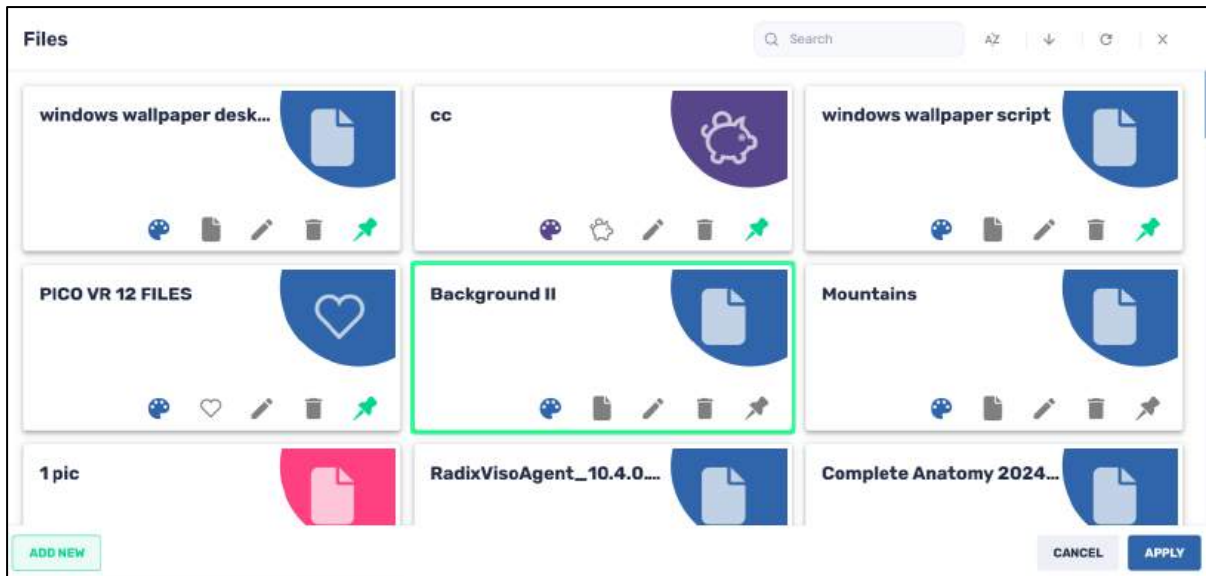 Files
Search
AZ
windows wallpaper desk...
cc
windows wallpaper script
PICO VR 12 FILES
Background II
Mountains
1 pic
RadixVisoAgent_10.4.0....
Complete Anatomy 2024...
ADD NEW
CANCEL
APPLY